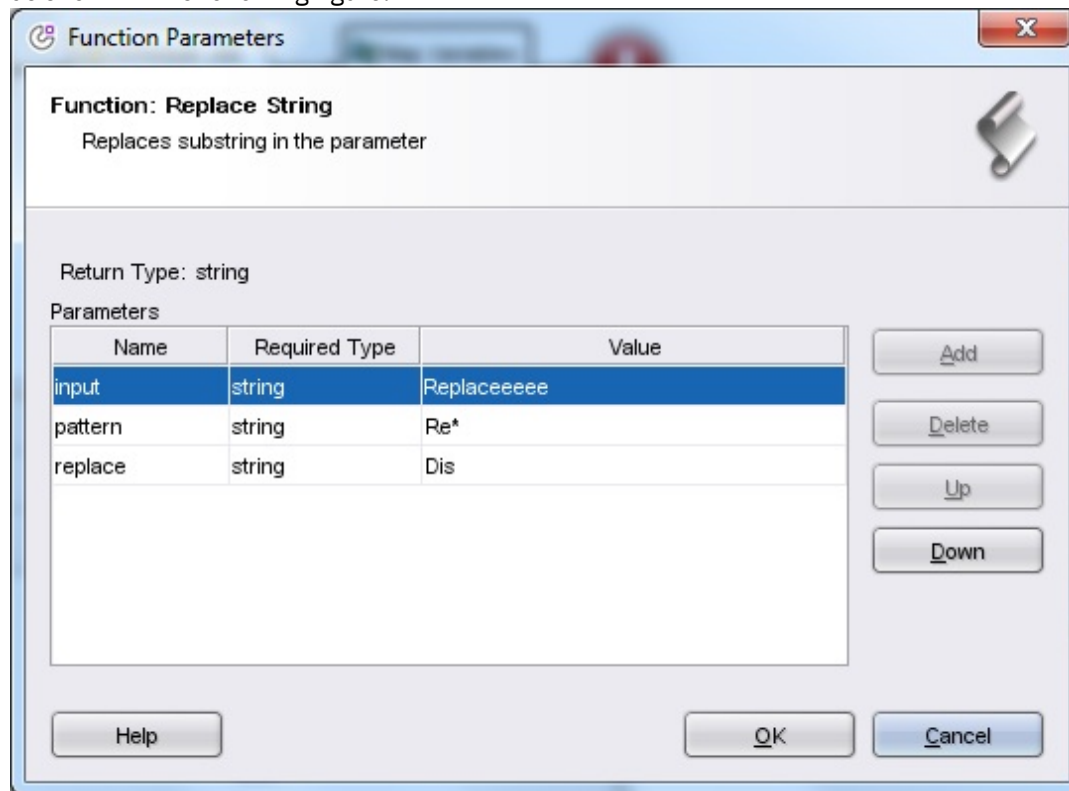 Function Parameters
Function: Replace String
Replaces substring in the parameter
Return Type: string
Parameters
Name Required Type Value
input string Replaceeeee
pattern string Re*
replace string Dis
Add
Delete
Up
Down
Help OK Cancel